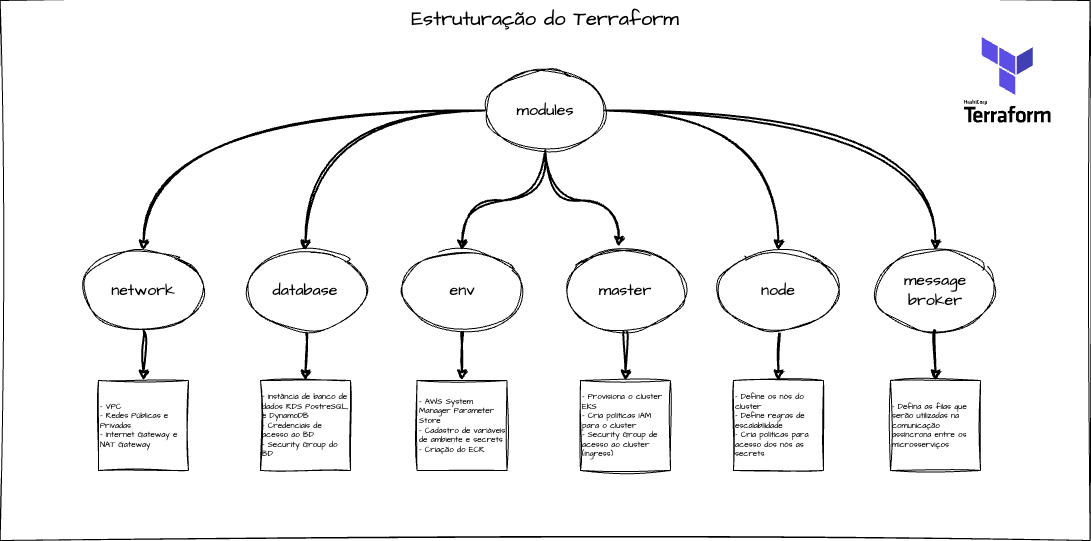 Estruturação do Terraform
HashiCorp
Terraform
modules
network
database
env
master
node
message
broker
- VPC
- Redes Públicas e
Privadas
- Internet Gateway e
NAT Gateway
- Instância de banco de
dados RDS PostreSQL
e DynamoDB
- Credenciais de
acesso ao BD
- Security Group do
BD
- AWS System
Manager Parameter
Store
- Cadastro de variáveis
de ambiente e secrets
- Criação do ECR
- Provisiona o cluster
EKS
- Cria políticas IAM
para o cluster
- Security Group de
acesso ao cluster
(ingress)
- Define os nós do
cluster
- Define regras de
escalabilidade
- Cria políticas para
acesso dos nós as
secrets
- Defina as filas que
serão utilizadas na
comunicação
assíncrona entre os
microsserviços